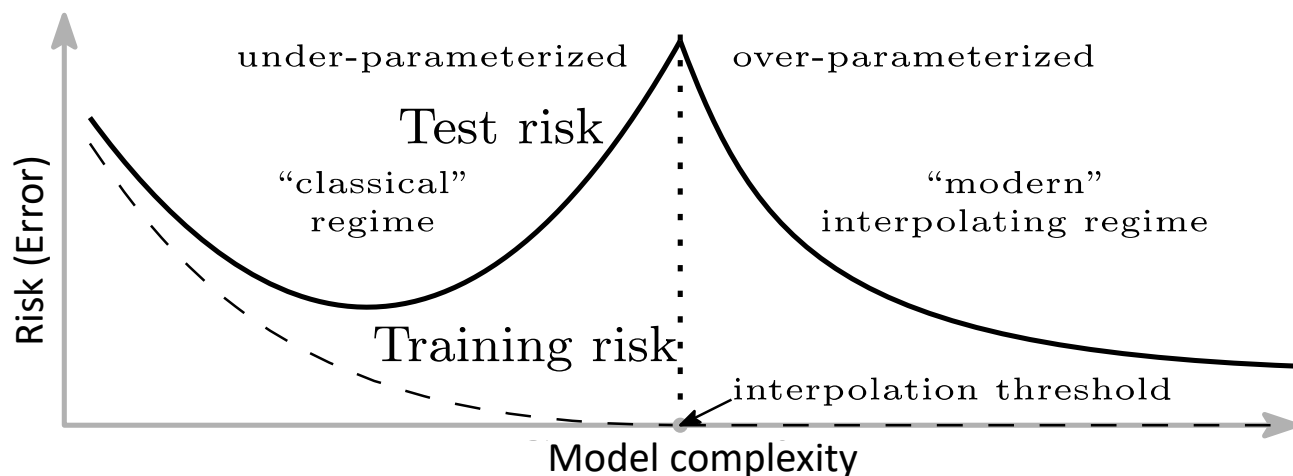 under-parameterized
over-parameterized
Test risk
“classical”
regime
“modern”
interpolating regime
Risk (Error)
Training risk
interpolation threshold
Model complexity